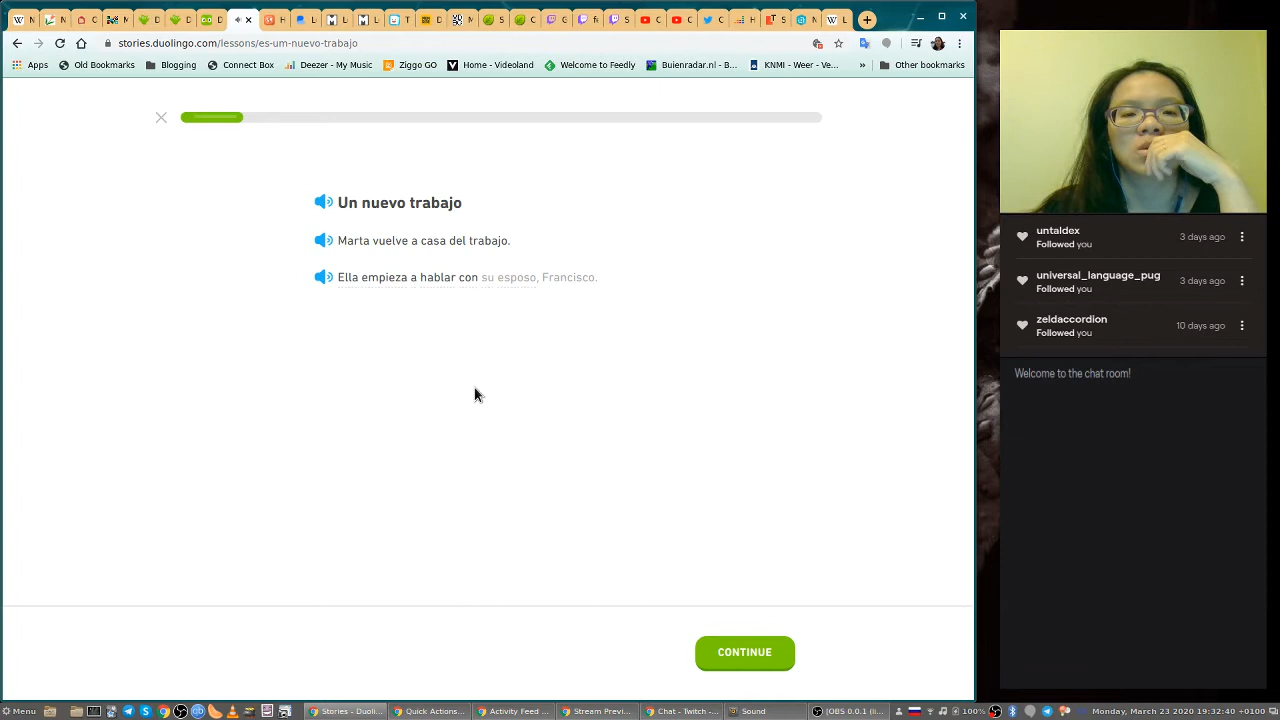 stories.duolingo.com/lessons/es-um-nuevo-trabajo
Apps
Old Bookmarks
Blogging
Connect Box
Deezer - My Music
Ziggo GO
Home - Videoland
Welcome to Feedly
Buienradar.nl - B...
KNMI - Weer - Ve...
»
Other bookmarks
Un nuevo trabajo
Marta vuelve a casa del trabajo.
Ella empieza a hablar con su esposo, Francisco.
CONTINUE
untaldex
Followed you
3 days ago
universal_language_pug
Followed you
3 days ago
zeldaccordion
Followed you
10 days ago
Welcome to the chat room!
Menu
Stories - Duoli...
Quick Actions...
Activity Feed ...
Stream Previ...
Chat - Twitch -...
Sound
100%
Monday, March 23 2020, 19:32:40 +0100